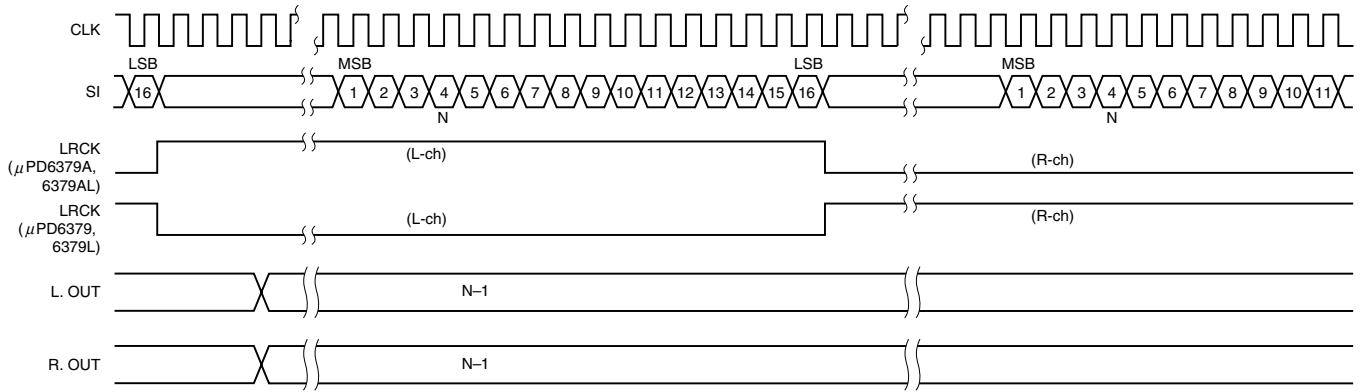 CLK
LSB MSB LSB MSB
SI 16 1 2 3 4 5 6 7 8 9 10 11 12 13 14 15 16 1 2 3 4 5 6 7 8 9 10 11
N N
LRCK
(μPD6379A,
6379AL)
(L-ch) (R-ch)
LRCK
(μPD6379,
6379L)
(L-ch) (R-ch)
L. OUT N–1
R. OUT N–1